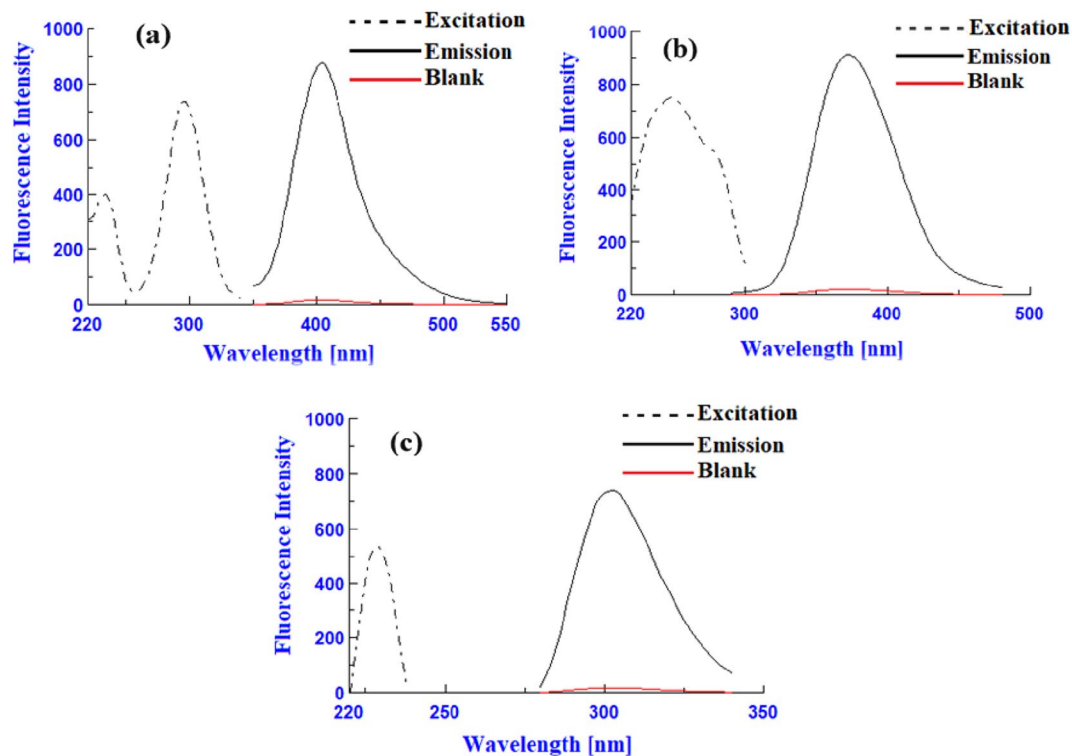 (a)
Excitation
Emission
Blank
Fluorescence Intensity
1000
800
600
400
200
0
220
300
400
500
550
Wavelength [nm]
(b)
Excitation
Emission
Blank
Fluorescence Intensity
1000
800
600
400
200
0
220
300
400
500
Wavelength [nm]
(c)
Excitation
Emission
Blank
Fluorescence Intensity
1000
800
600
400
200
0
220
250
300
350
Wavelength [nm]